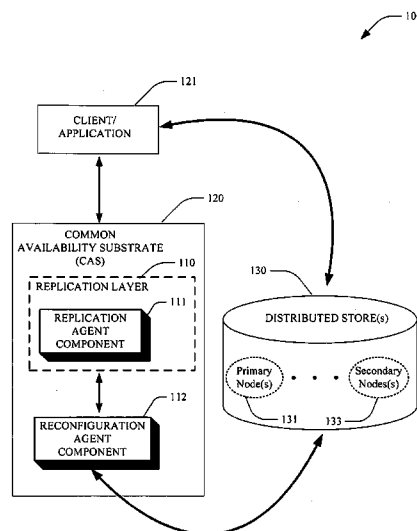 10
121
CLIENT/
APPLICATION
120
COMMON
AVAILABILITY SUBSTRATE
(CAS)
110
REPLICATION LAYER
111
REPLICATION
AGENT
COMPONENT
112
RECONFIGURATION
AGENT
COMPONENT
130
DISTRIBUTED STORE(s)
Primary
Node(s)
Secondary
Nodes(s)
131
133